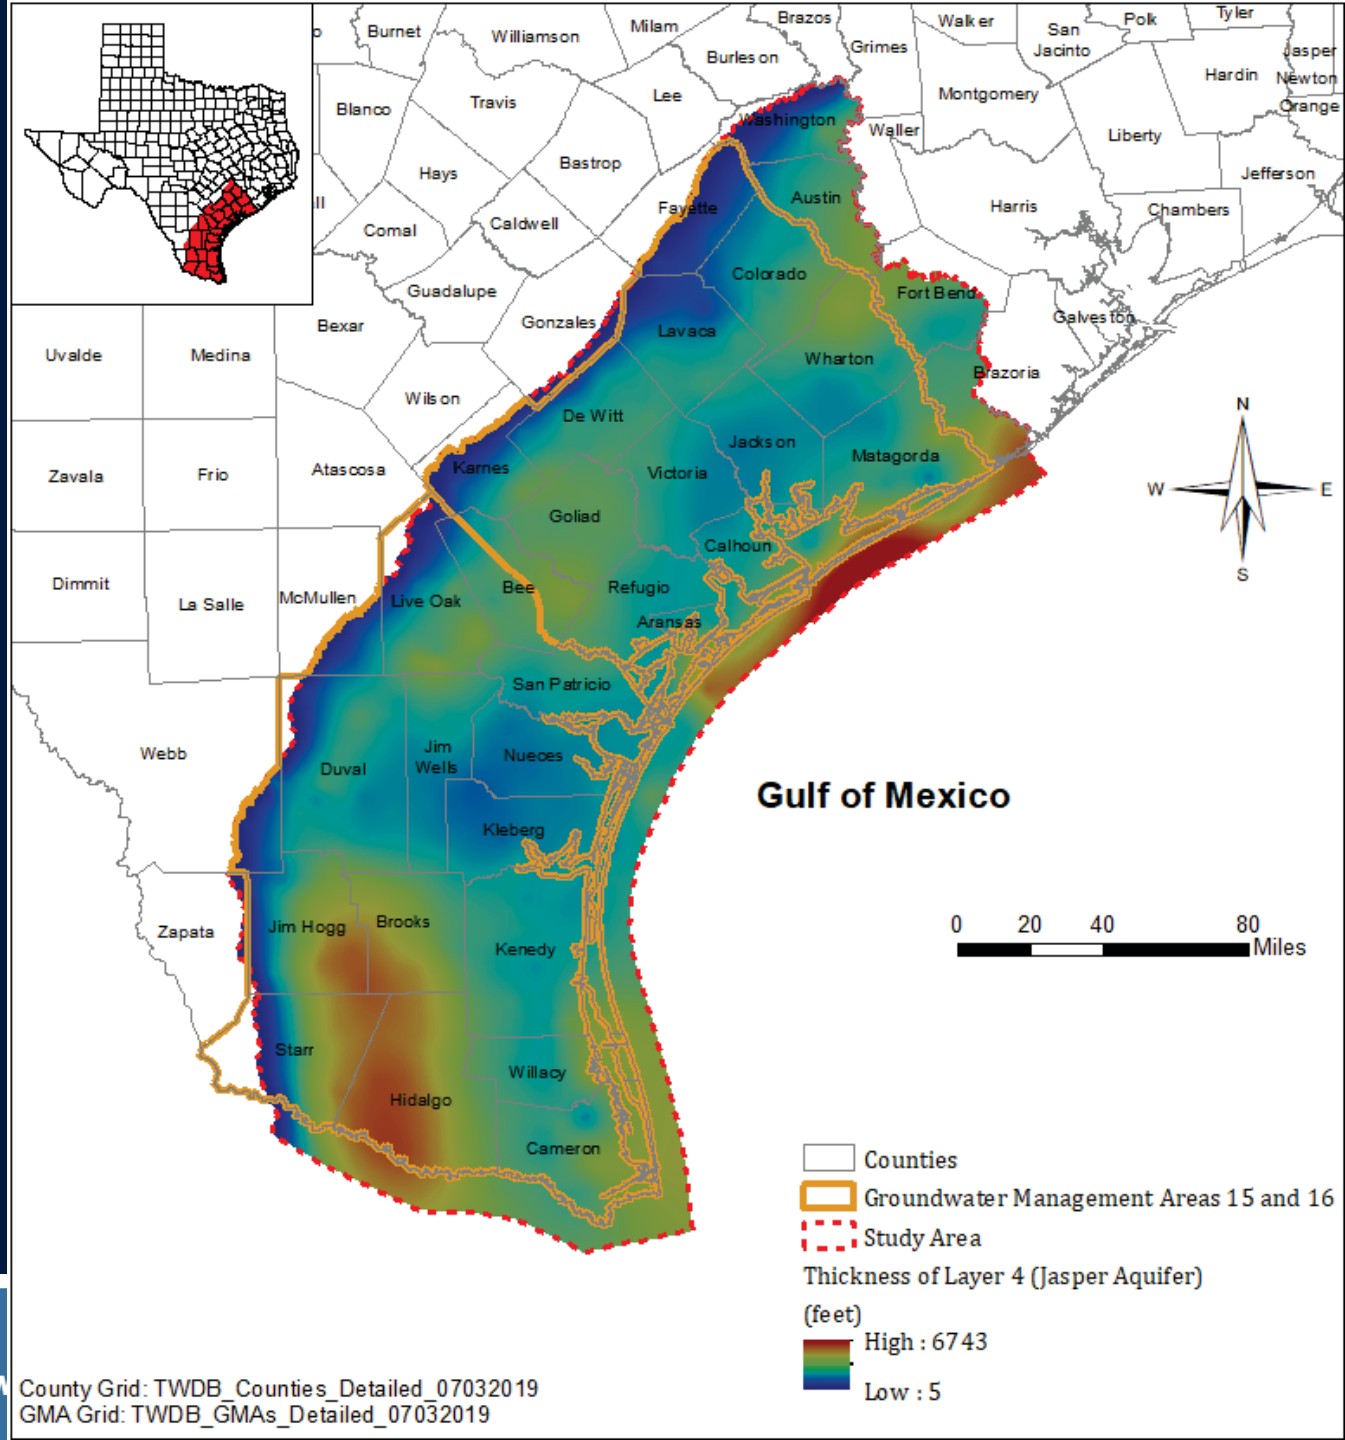 Burnet
Williamson
Milam
Brazos
Walker
San
Jacinto
Polk
Tyler
Jasper
Newton
Orange
Hardin
Grimes
Burleson
Blanco
Travis
Lee
Montgomery
Washington
Waller
Liberty
Bastrop
Hays
Jefferson
Austin
Harris
Chambers
Fayette
Caldwell
Comal
Colorado
Guadalupe
Fort Bend
Galveston
Bexar
Gonzales
Lavaca
Uvalde
Medina
Wharton
Brazoria
Wilson
De Witt
N
Jackson
Matagorda
Zavala
Frio
Atascosa
Karnes
Victoria
W
E
Goliad
Calhoun
S
Dimmit
La Salle
McMullen
Live Oak
Bee
Refugio
Aransas
San Patricio
Webb
Duval
Jim
Wells
Nueces
Gulf of Mexico
Kleberg
Zapata
Jim Hogg
Brooks
Kenedy
0 20 40 80
Miles
Starr
Willacy
Hidalgo
Cameron
Counties
Groundwater Management Areas 15 and 16
Study Area
Thickness of Layer 4 (Jasper Aquifer)
(feet)
High : 6743
Low : 5
County Grid: TWDB_Counties_Detailed_07032019
GMA Grid: TWDB_GMAs_Detailed_07032019